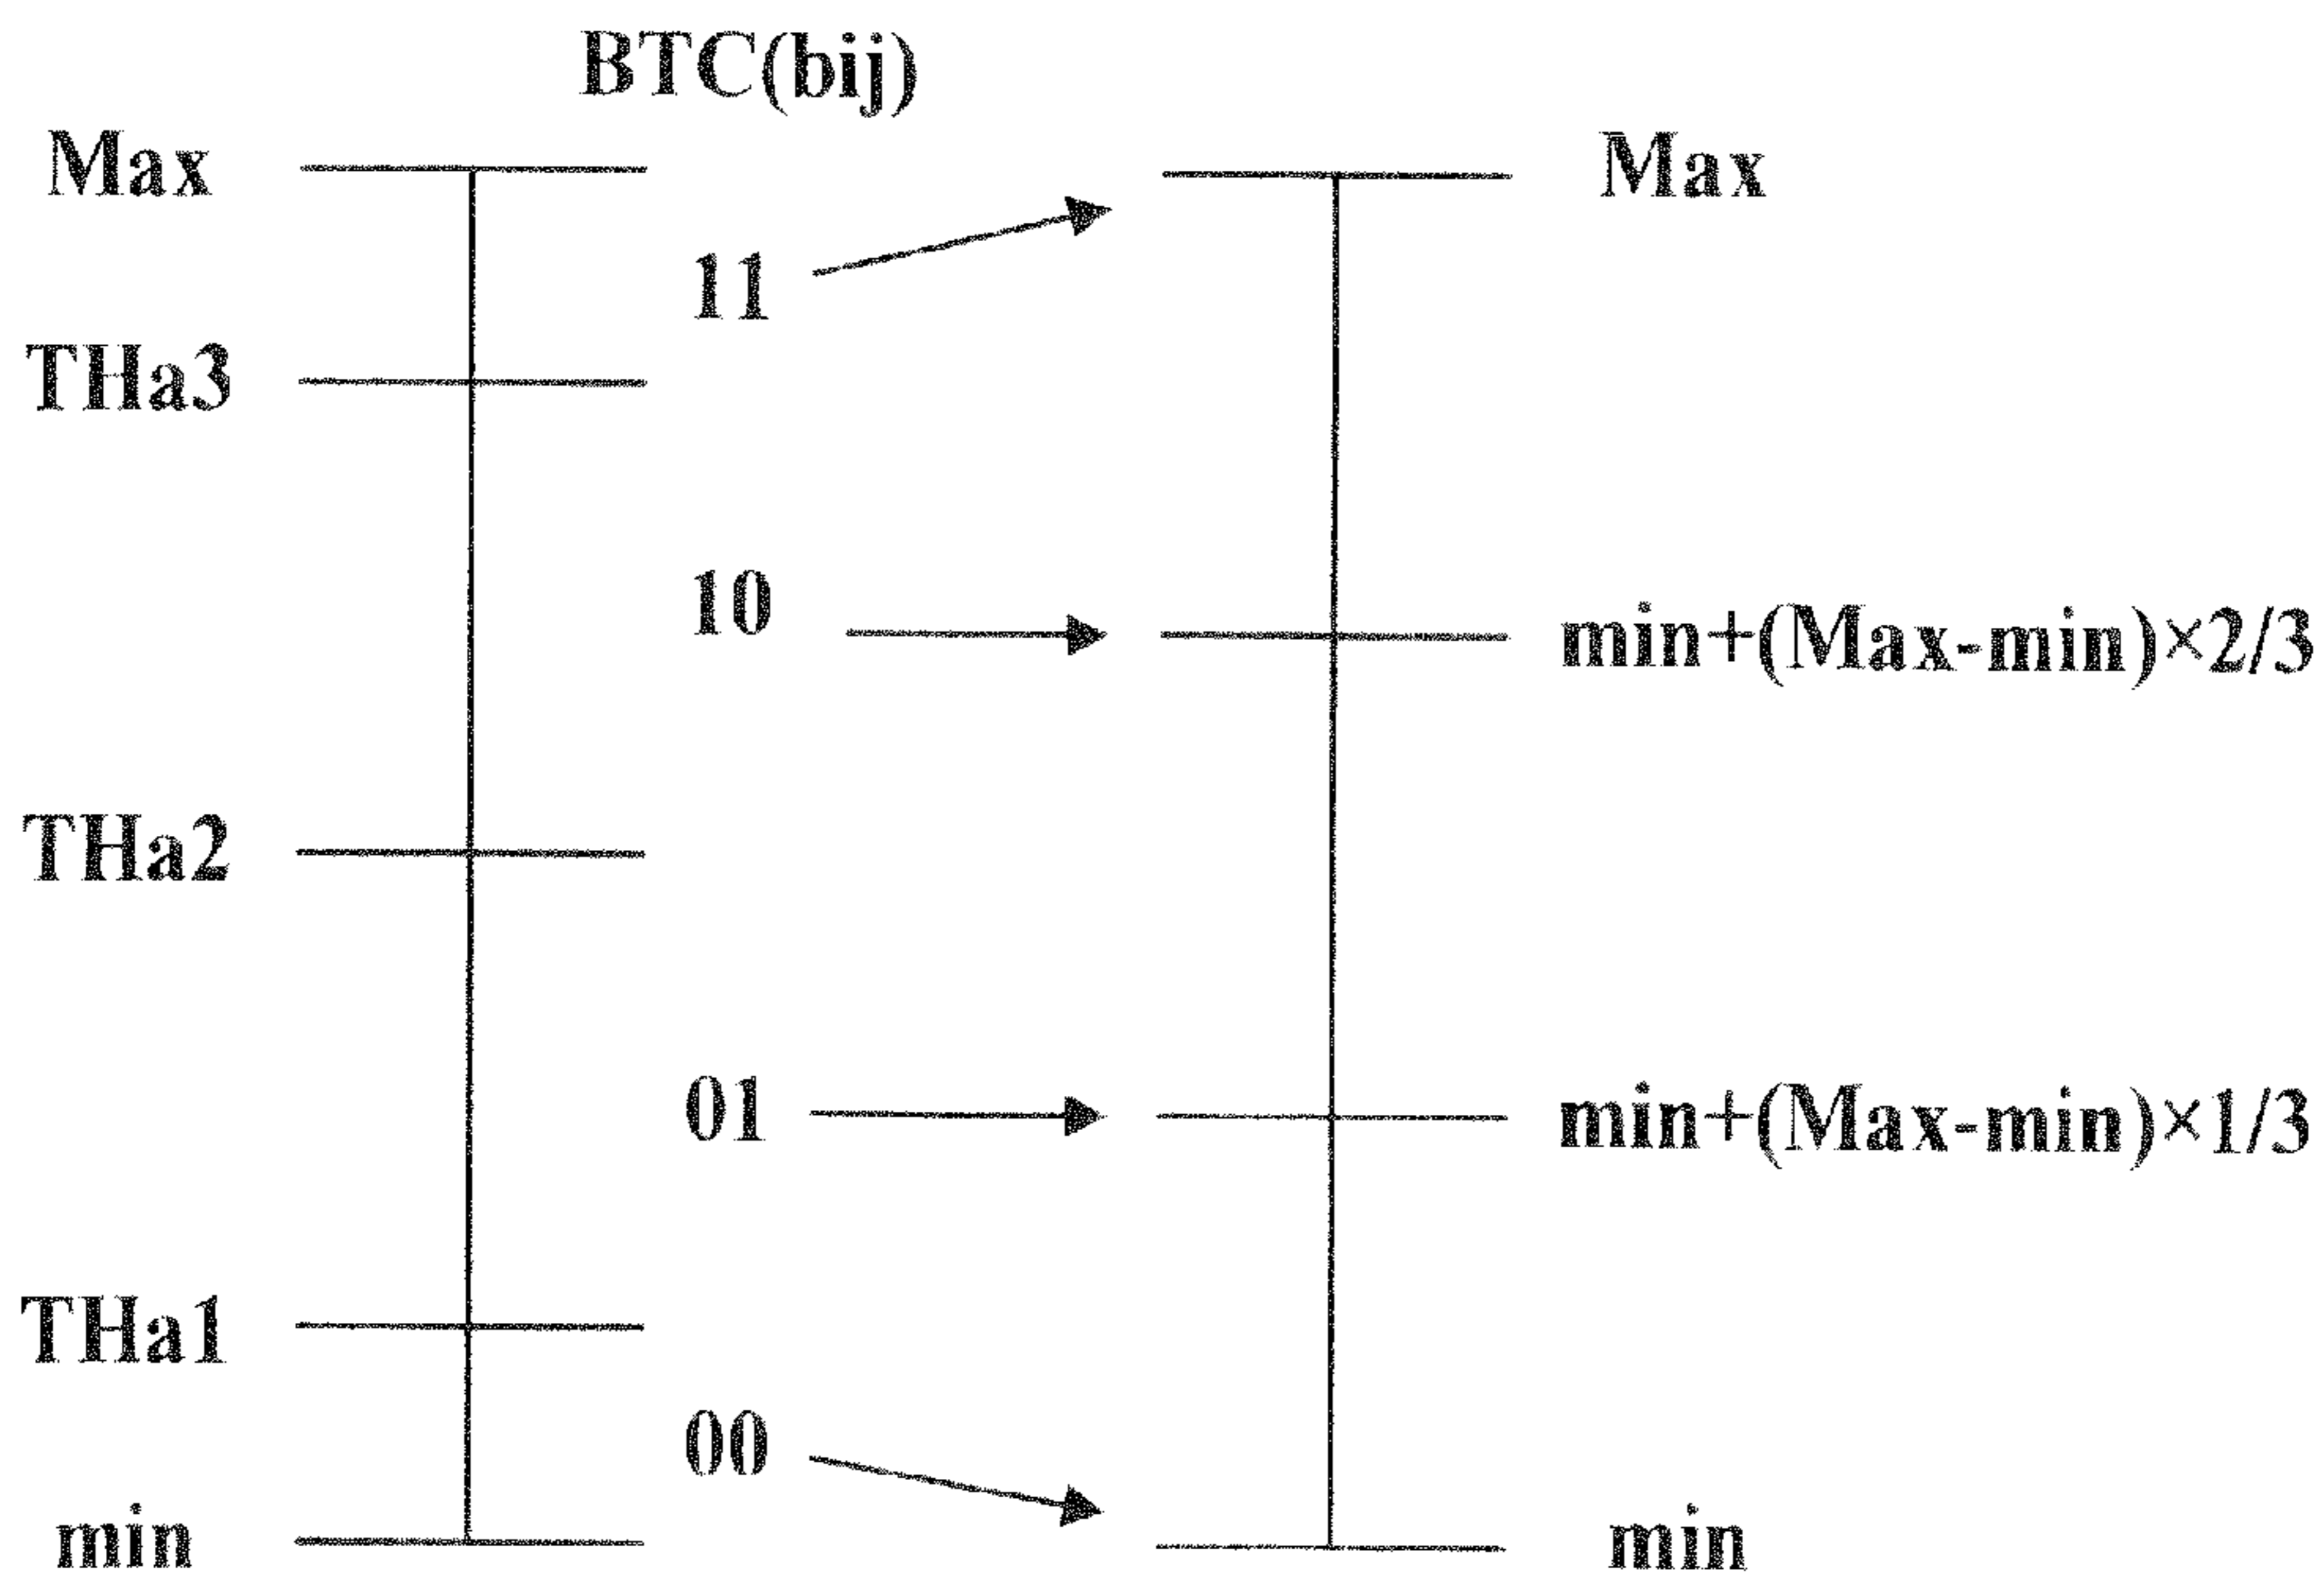 BTC(bij)
Max
Max
11
THa3
10
min+(Max-min)×2/3
THa2
01
min+(Max-min)×1/3
THa1
00
min
min